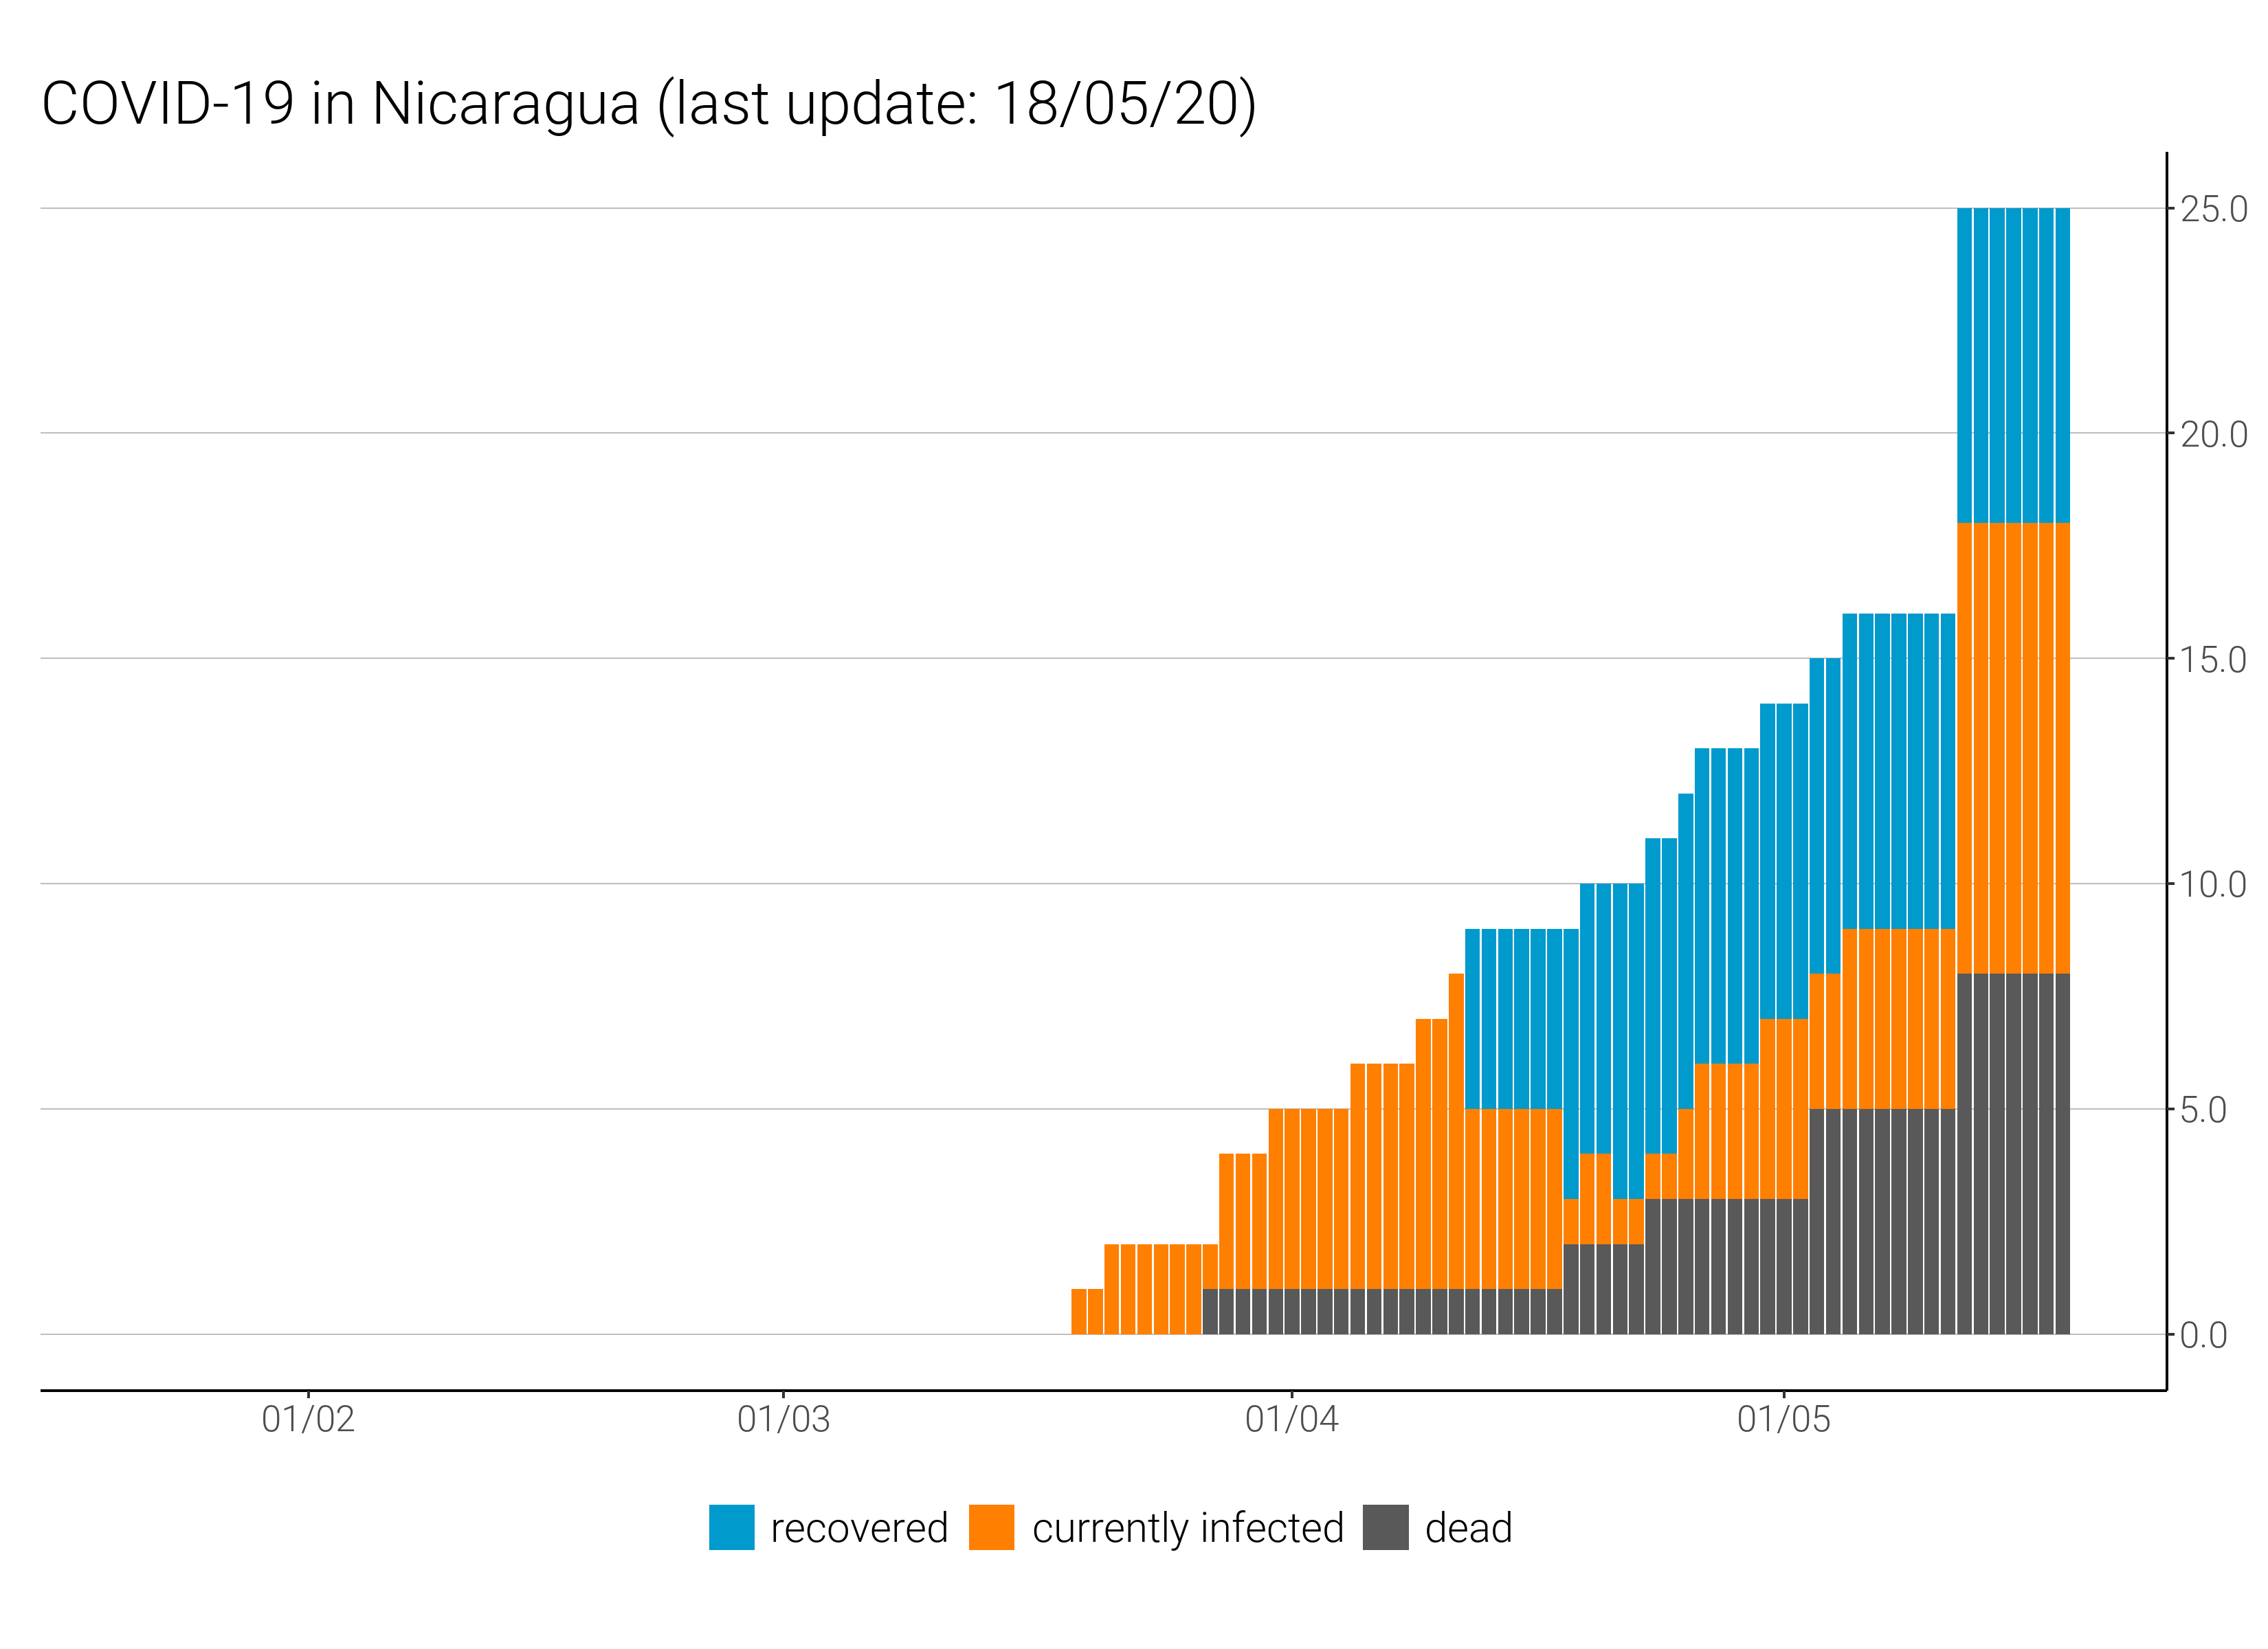 COVID-19 in Nicaragua (last update: 18/05/20)
25.0
20.0
15.0
10.0
5.0
0.0
01/02 01/03 01/04 01/05
recovered currently infected dead